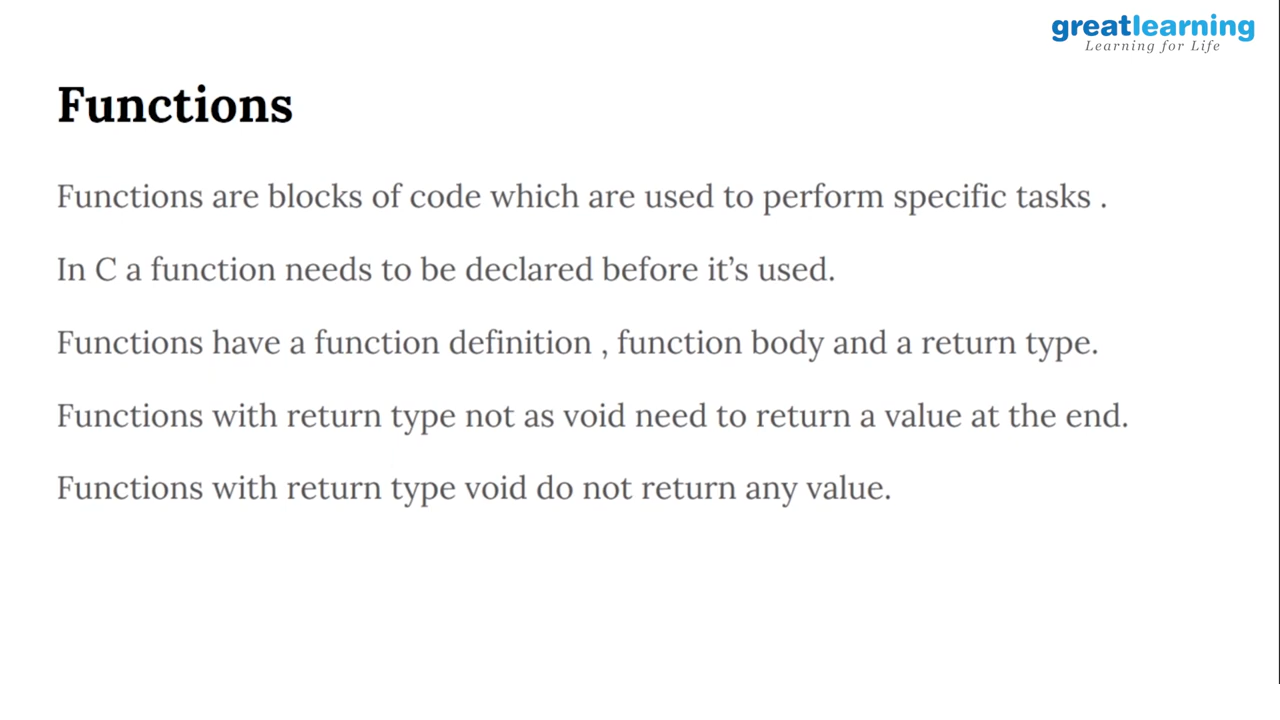 greatlearning
Learning for Life
Functions
Functions are blocks of code which are used to perform specific tasks .
In C a function needs to be declared before it’s used.
Functions have a function definition , function body and a return type.
Functions with return type not as void need to return a value at the end.
Functions with return type void do not return any value.